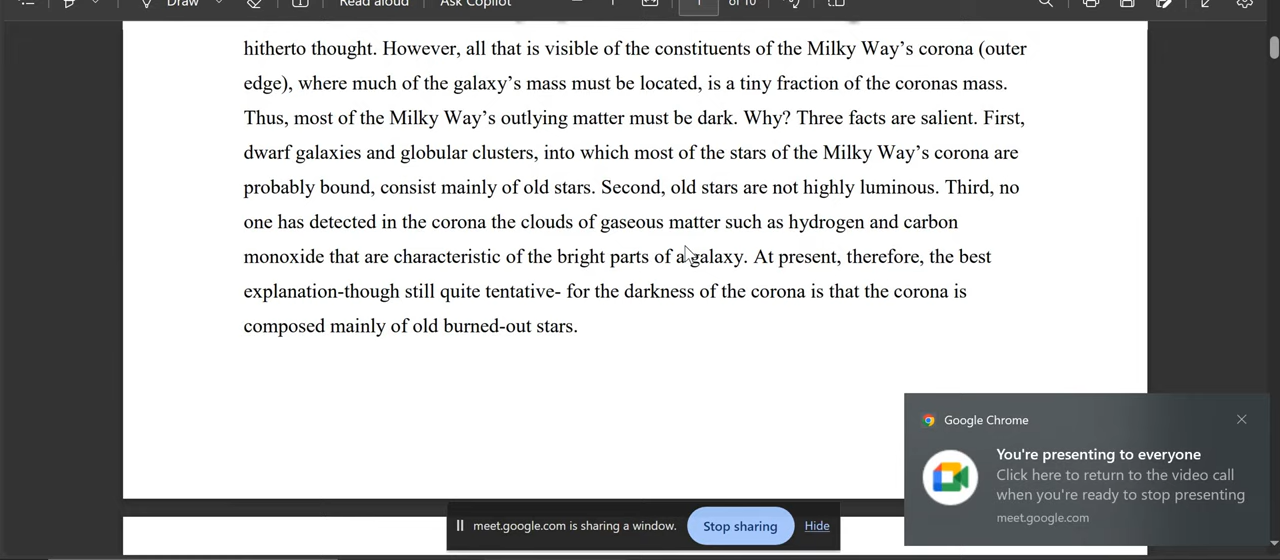 Draw
Read aloud
Ask Copilot
1
of 10
hitherto thought. However, all that is visible of the constituents of the Milky Way's corona (outer
edge), where much of the galaxy's mass must be located, is a tiny fraction of the coronas mass.
Thus, most of the Milky Way's outlying matter must be dark. Why? Three facts are salient. First,
dwarf galaxies and globular clusters, into which most of the stars of the Milky Way's corona are
probably bound, consist mainly of old stars. Second, old stars are not highly luminous. Third, no
one has detected in the corona the clouds of gaseous matter such as hydrogen and carbon
monoxide that are characteristic of the bright parts of a galaxy. At present, therefore, the best
explanation-though still quite tentative- for the darkness of the corona is that the corona is
composed mainly of old burned-out stars.
Google Chrome
You're presenting to everyone
Click here to return to the video call
when you're ready to stop presenting
meet.google.com
meet.google.com is sharing a window.
Stop sharing
Hide